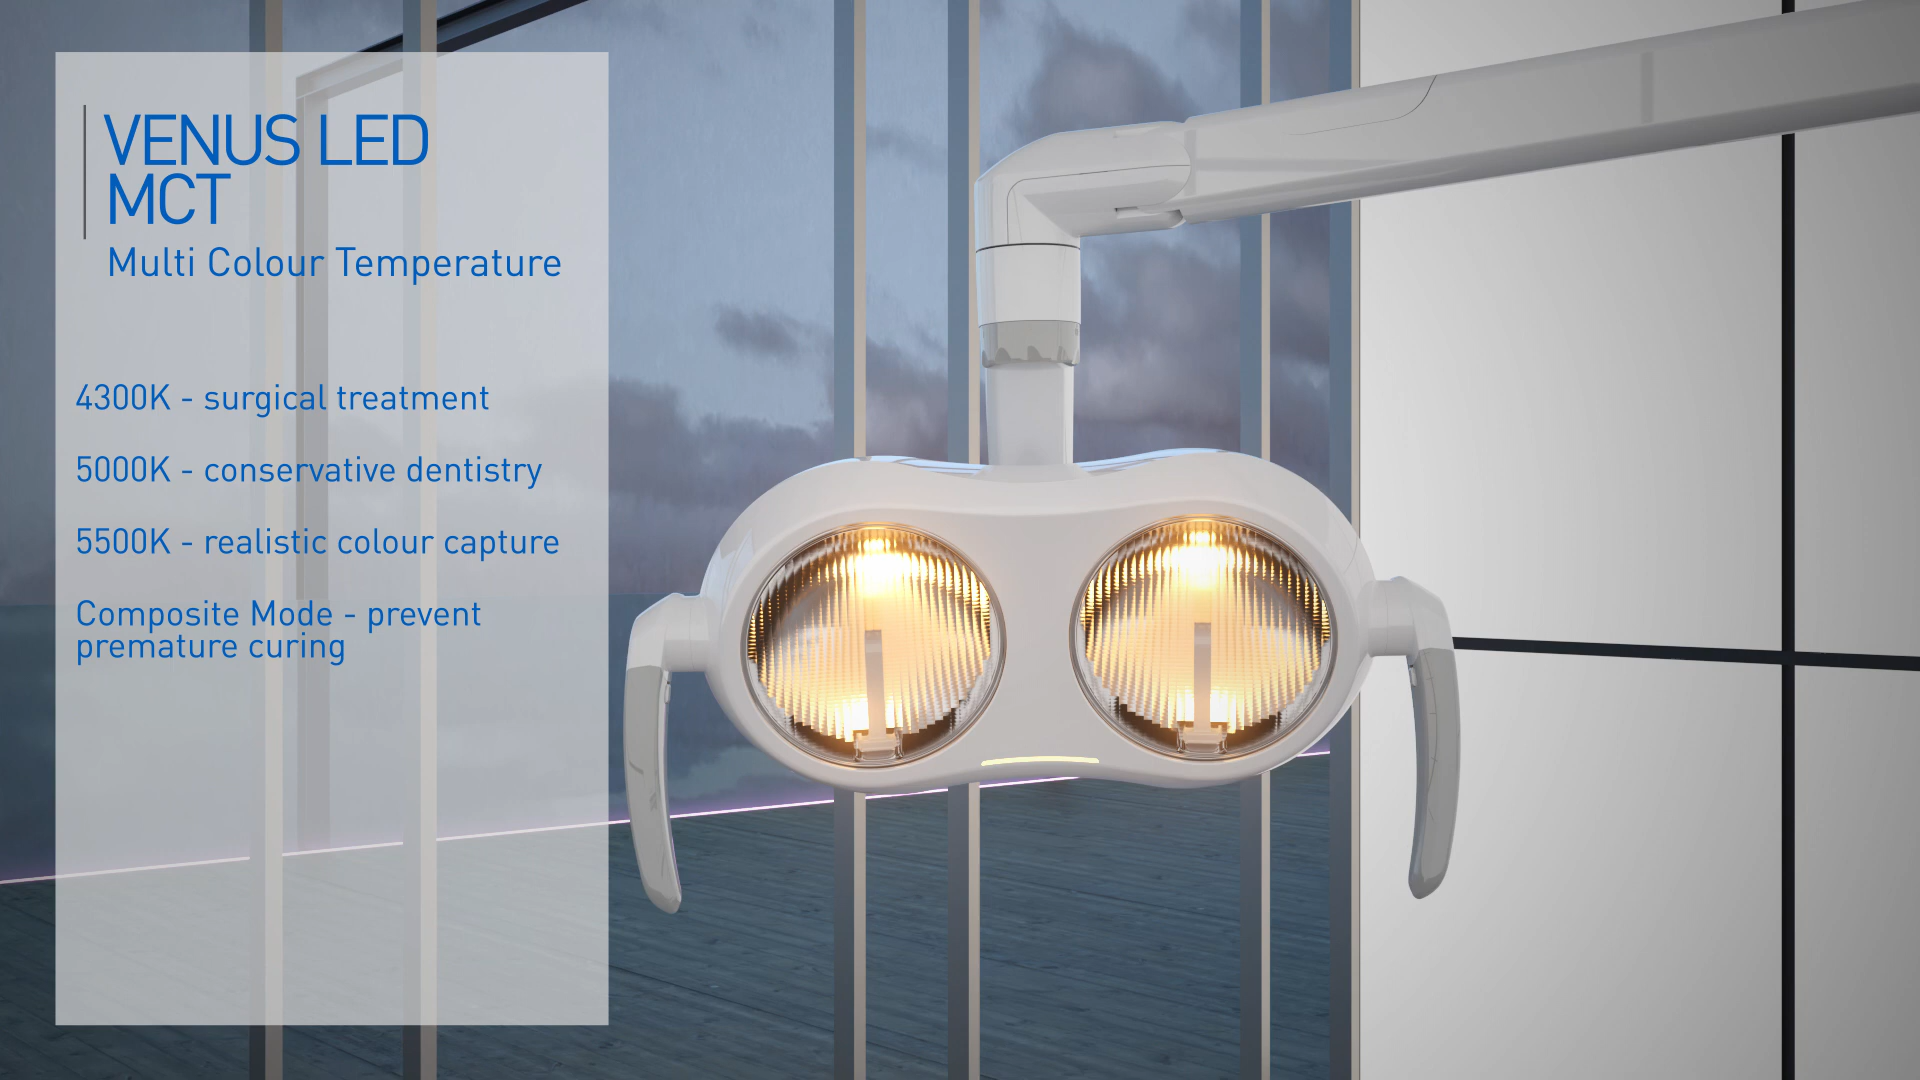 VENUS LED
MCT
Multi Colour Temperature
4300K - surgical treatment
5000K - conservative dentistry
5500K - realistic colour capture
Composite Mode - prevent
premature curing